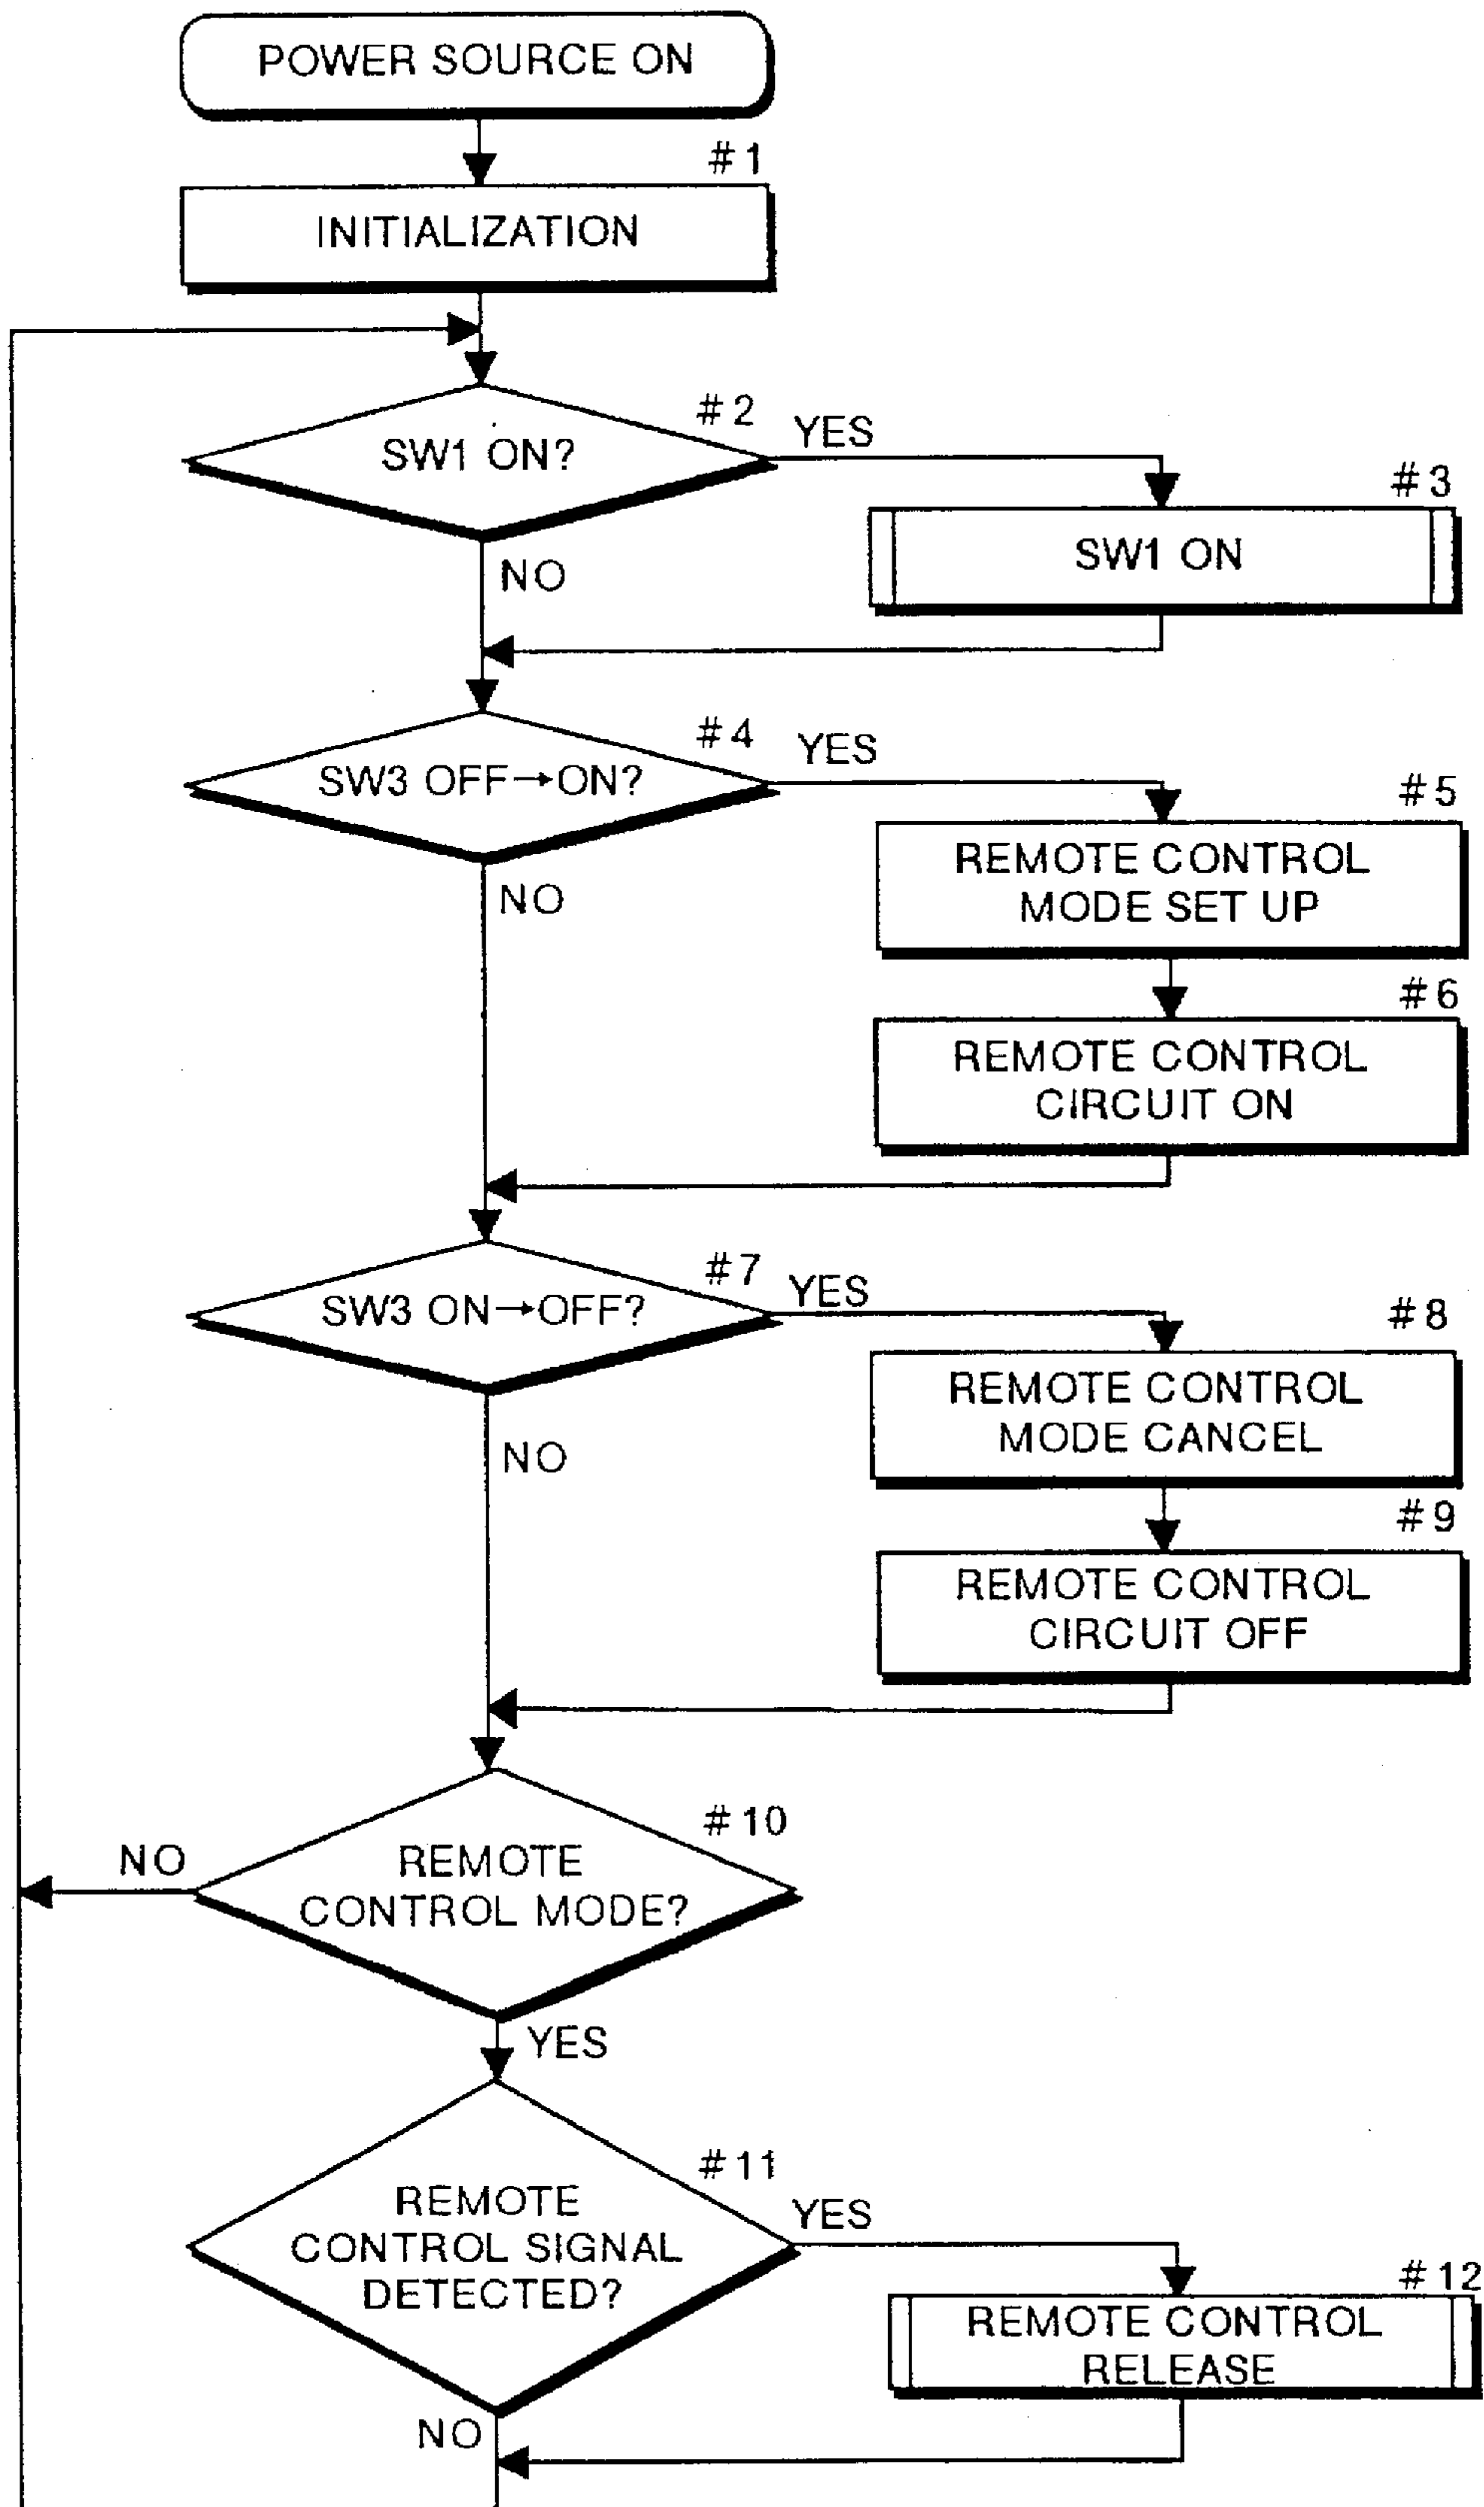 POWER SOURCE ON
#1
INITIALIZATION
#2
YES
SW1 ON?
#3
SW1 ON
NO
#4
YES
SW3 OFF→ON?
#5
REMOTE CONTROL
MODE SET UP
NO
#6
REMOTE CONTROL
CIRCUIT ON
#7
YES
SW3 ON→OFF?
#8
REMOTE CONTROL
MODE CANCEL
NO
#9
REMOTE CONTROL
CIRCUIT OFF
#10
NO
REMOTE
CONTROL MODE?
YES
#11
YES
REMOTE
CONTROL SIGNAL
DETECTED?
#12
REMOTE CONTROL
RELEASE
NO